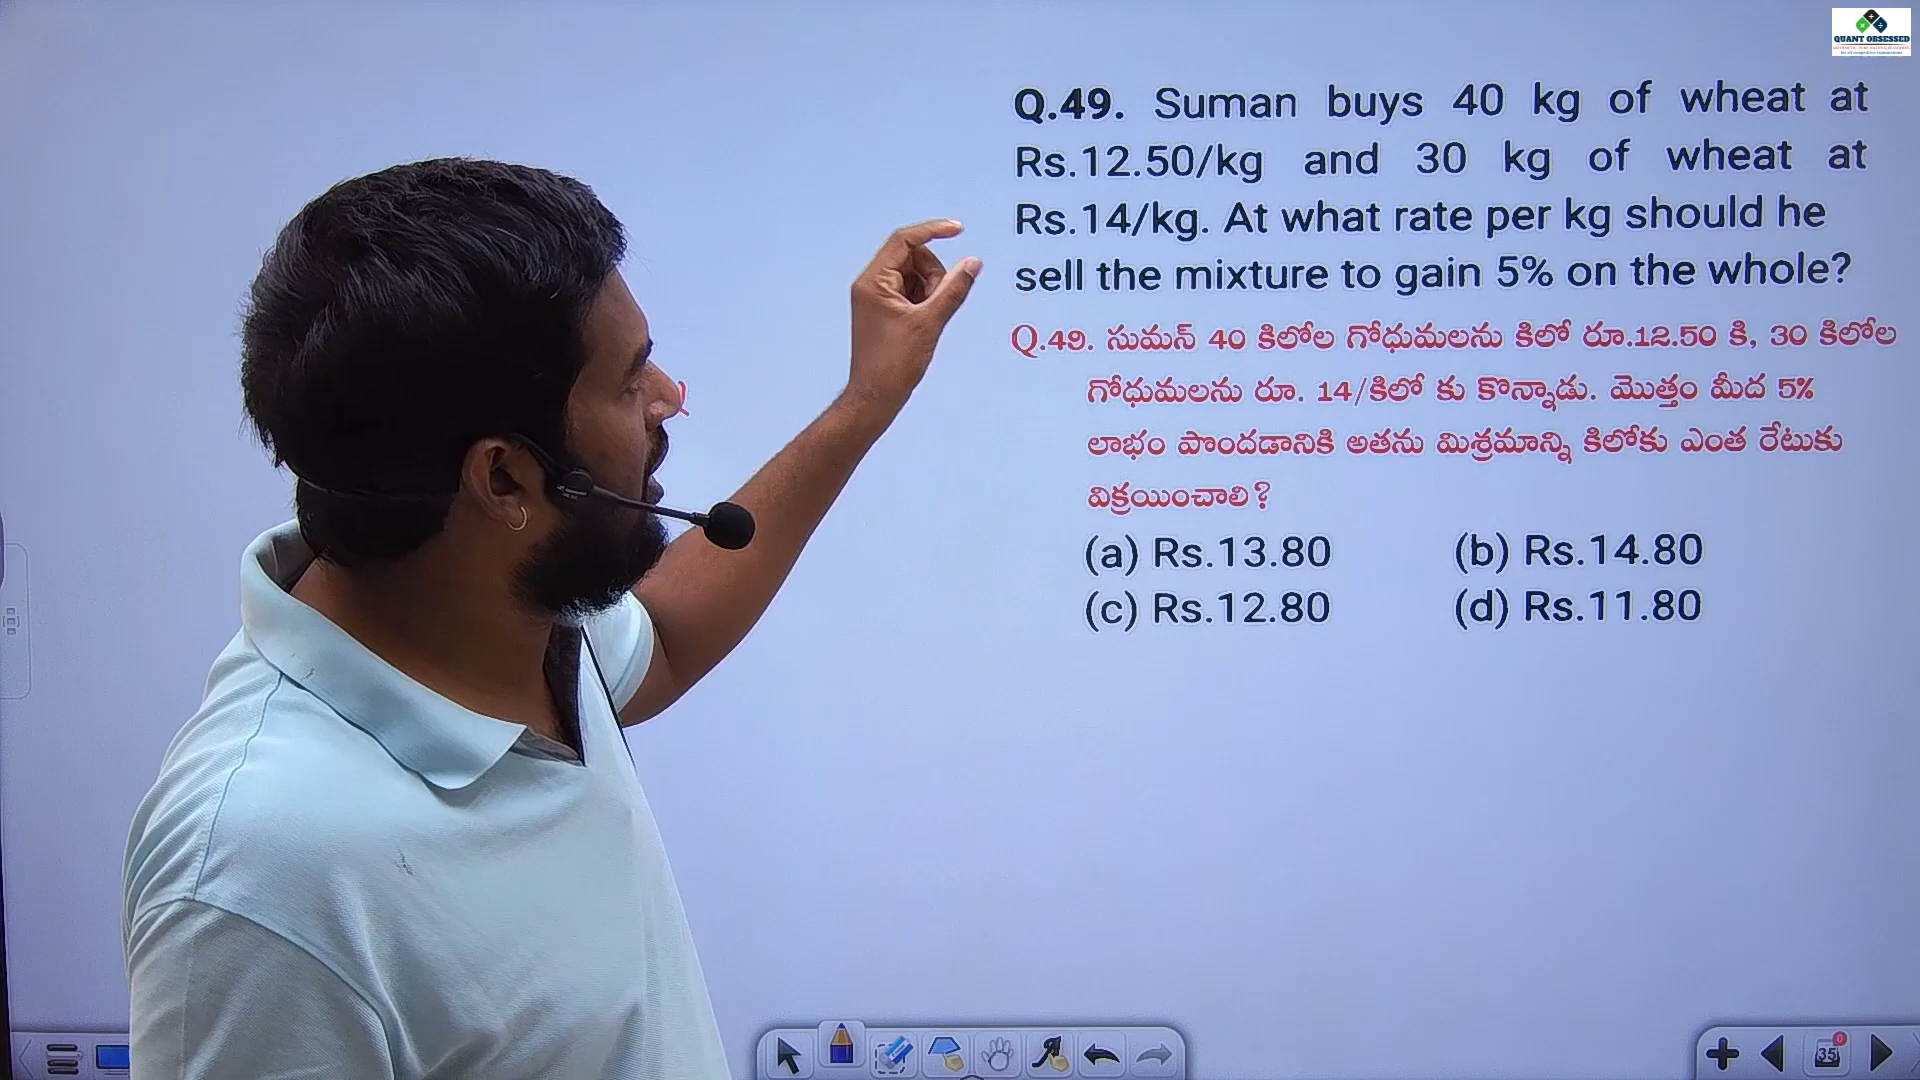 QUANT OBSESSED
Q.49. Suman buys 40 kg of wheat at
Rs.12.50/kg and 30 kg of wheat at
Rs.14/kg. At what rate per kg should he
sell the mixture to gain 5% on the whole?
Q.49. సుమన్ 40 కిలోల గోధుమలను కిలో రూ.12.50 కి, 30 కిలోల
గోధుమలను రూ. 14/కిలో కు కొన్నాడు. మొత్తం మీద 5%
లాభం పొందడానికి అతను మిశ్రమాన్ని కిలోకు ఎంత రేటుకు
విక్రయించాలి?
(a) Rs.13.80 (b) Rs.14.80
(c) Rs.12.80 (d) Rs.11.80
35
0